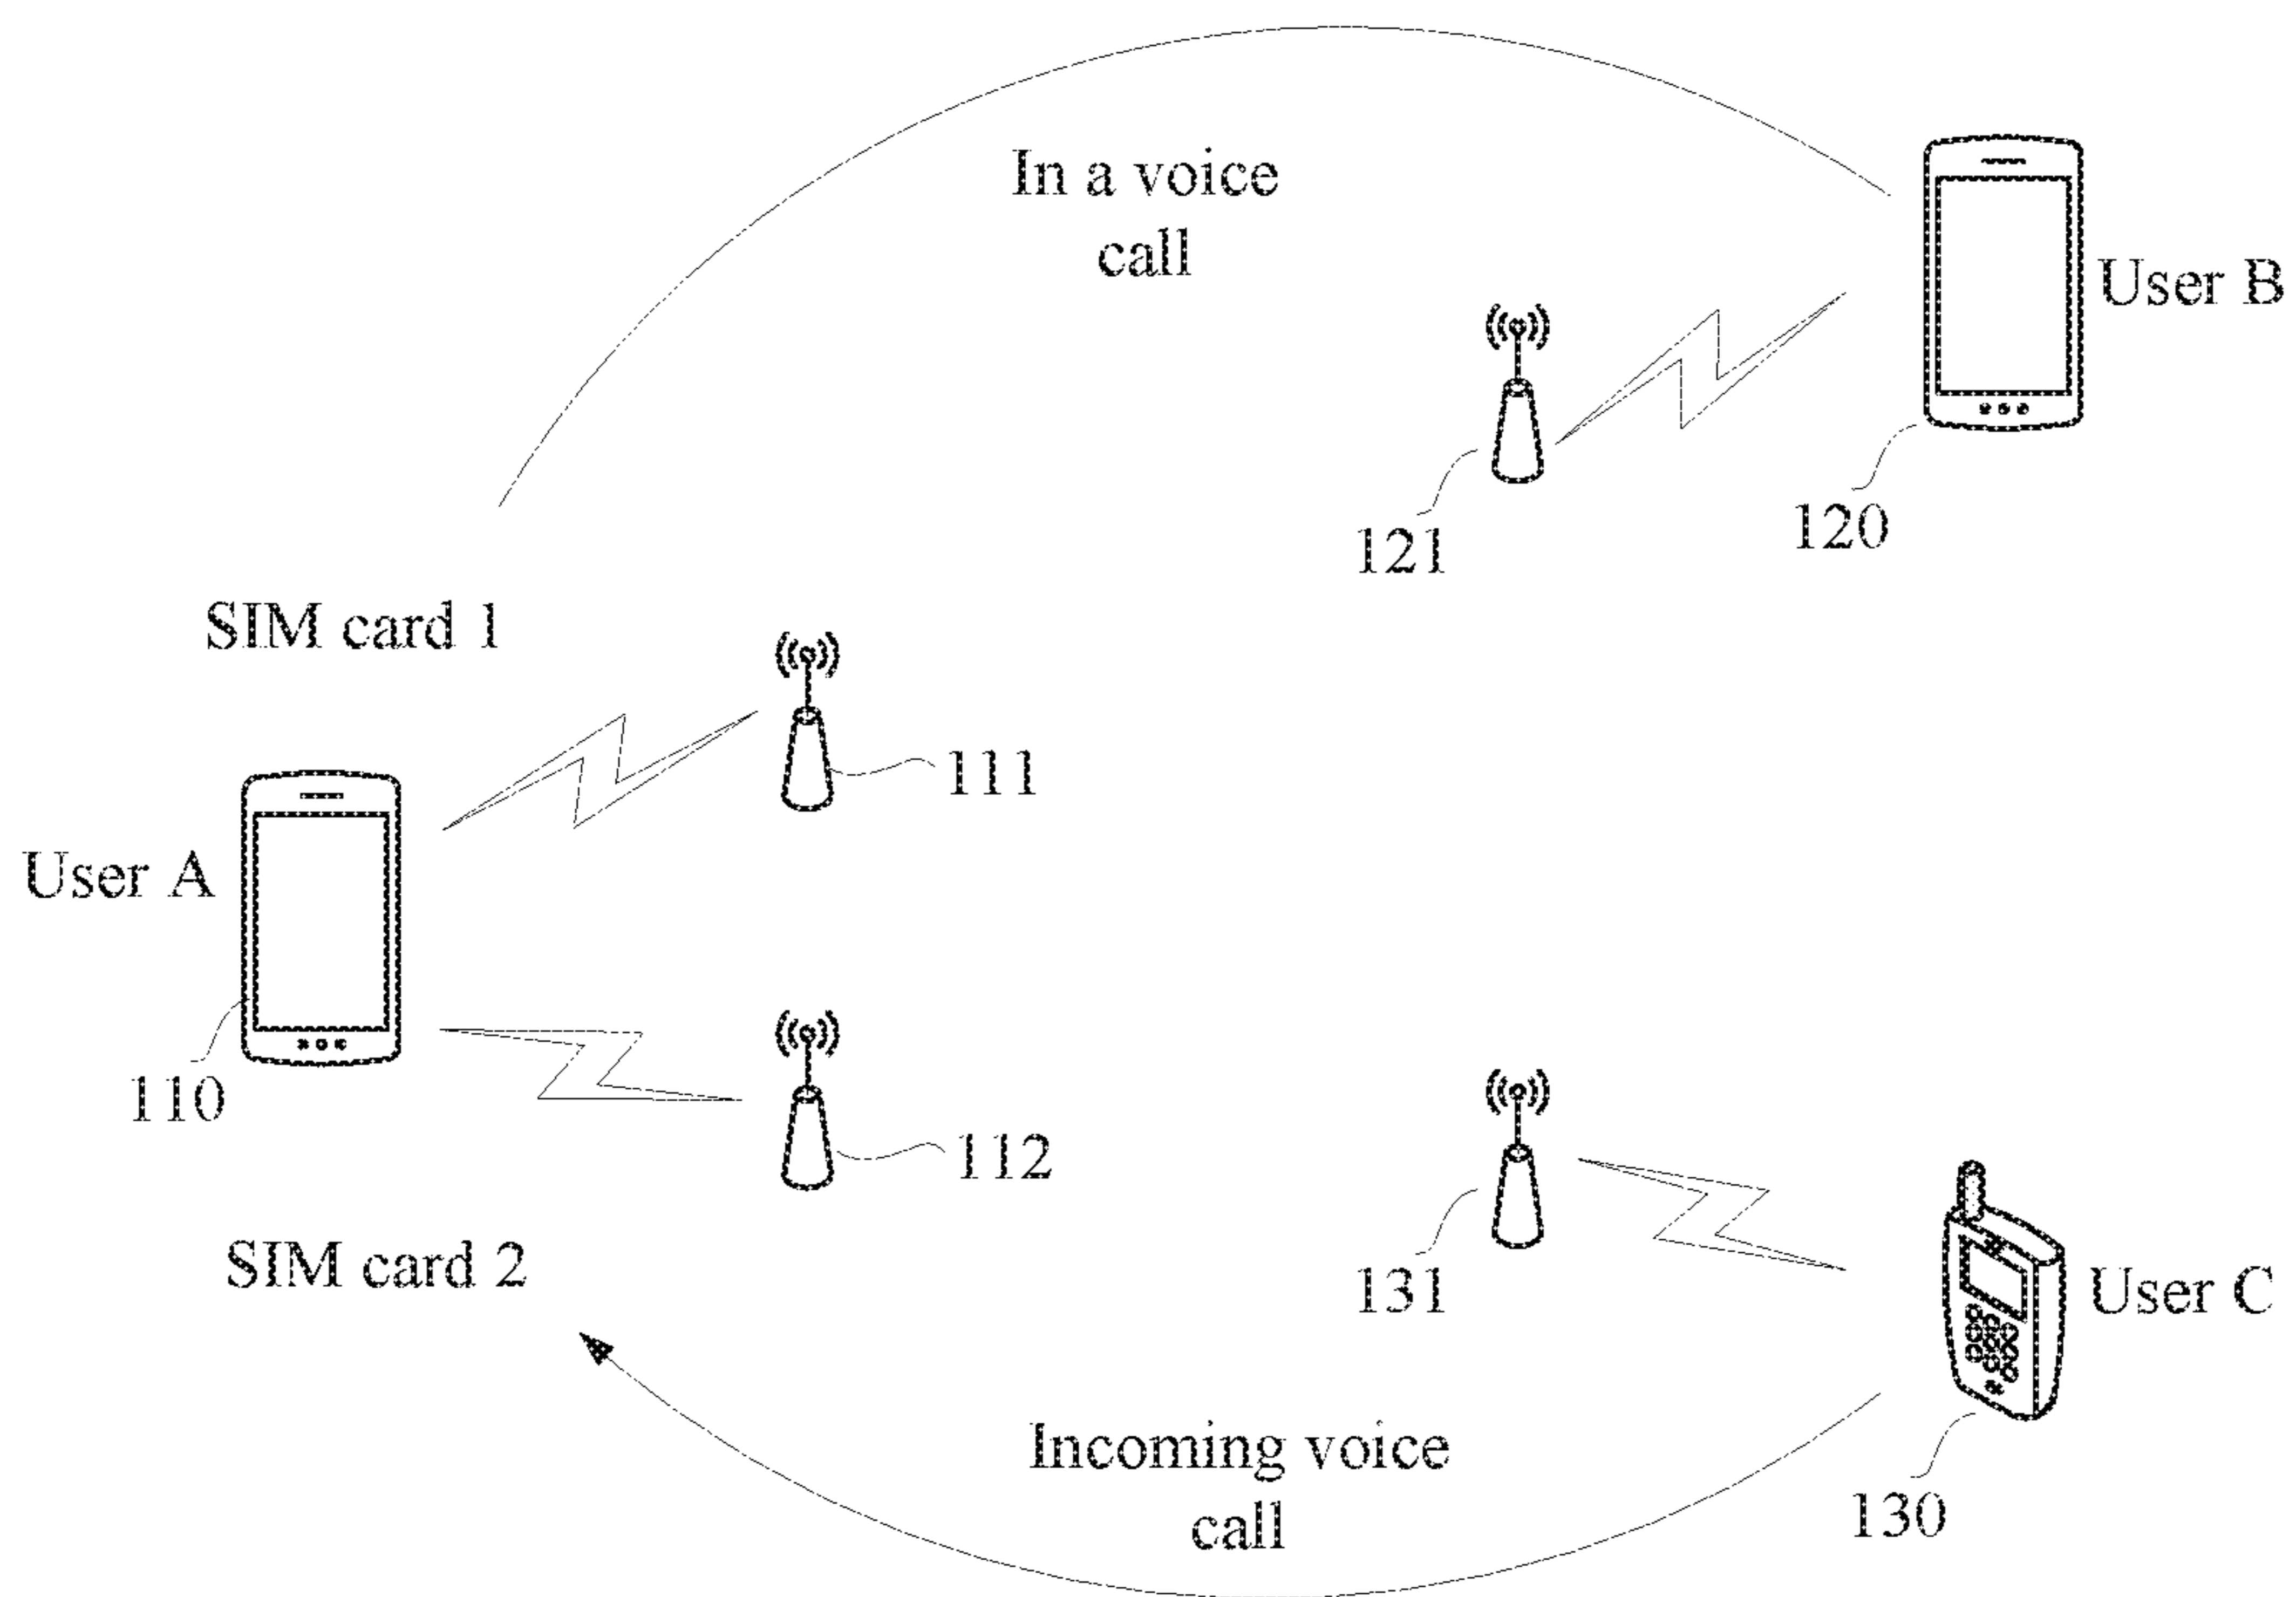 In a voice
call
User B
121
120
SIM card 1
111
User A
110
112
SIM card 2
131
User C
Incoming voice
call
130